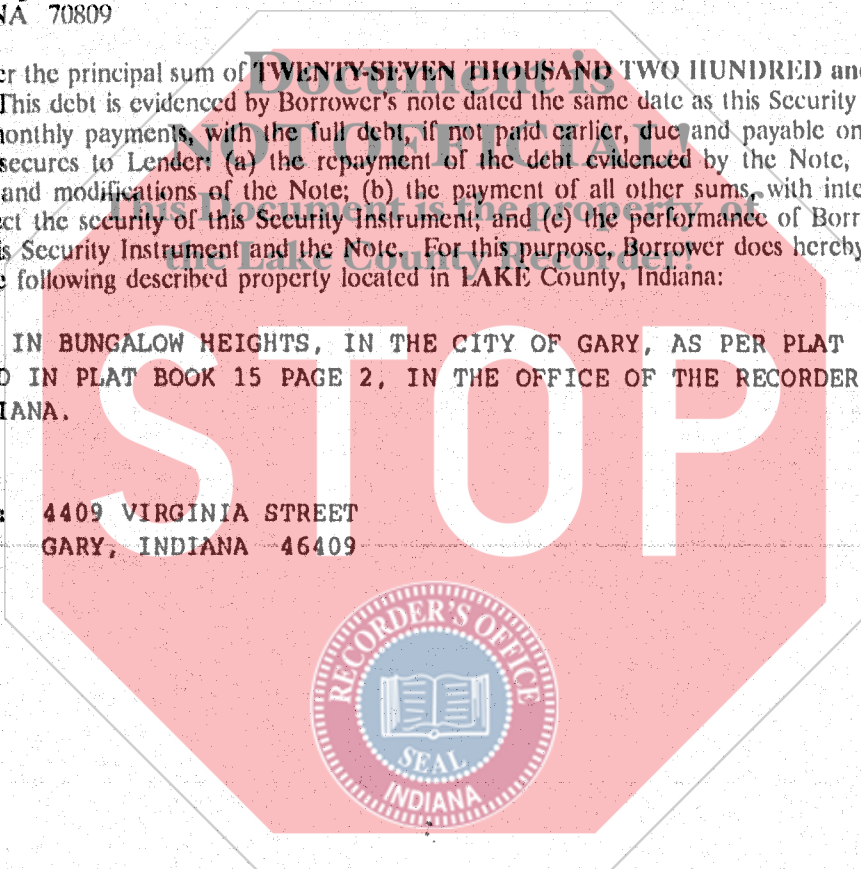 NA 70809
er the principal sum of TWENTY-SEVEN THOUSAND TWO HUNDRED and
This debt is evidenced by Borrower's note dated the same date as this Security
onthly payments, with the full debt, if not paid earlier, due and payable on
secures to Lender: (a) the repayment of the debt evidenced by the Note,
and modifications of the Note; (b) the payment of all other sums, with inte
ct the security of this Security Instrument; and (c) the performance of Borr
is Security Instrument and the Note. For this purpose, Borrower does hereby
e following described property located in LAKE County, Indiana:
Document is
NOT OFFICIAL!
This Document is the property of
the Lake County Recorder!
IN BUNGALOW HEIGHTS, IN THE CITY OF GARY, AS PER PLAT
D IN PLAT BOOK 15 PAGE 2, IN THE OFFICE OF THE RECORDER
IANA.
STOP
: 4409 VIRGINIA STREET
GARY, INDIANA 46409
RECORDER'S OFFICE
SEAL
INDIANA